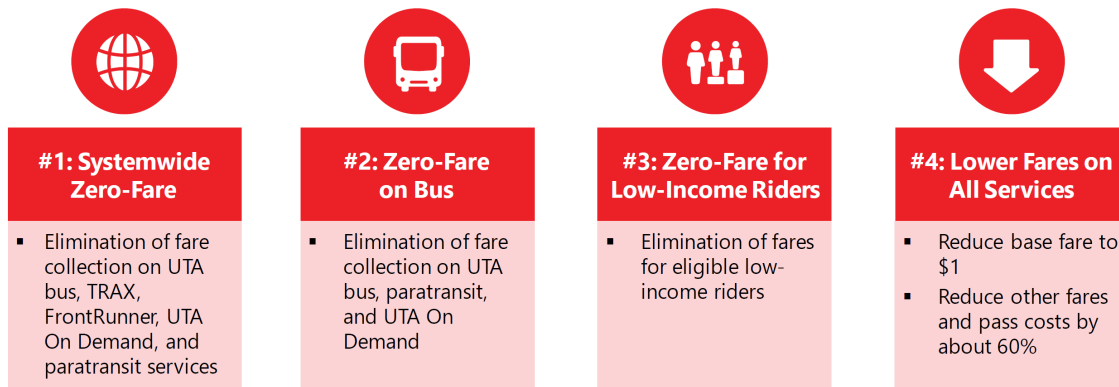 #1: Systemwide
Zero-Fare
▪ Elimination of fare
collection on UTA
bus, TRAX,
FrontRunner, UTA
On Demand, and
paratransit services
#2: Zero-Fare
on Bus
▪ Elimination of fare
collection on UTA
bus, paratransit,
and UTA On
Demand
#3: Zero-Fare for
Low-Income Riders
▪ Elimination of fares
for eligible low-
income riders
#4: Lower Fares on
All Services
▪ Reduce base fare to
$1
▪ Reduce other fares
and pass costs by
about 60%